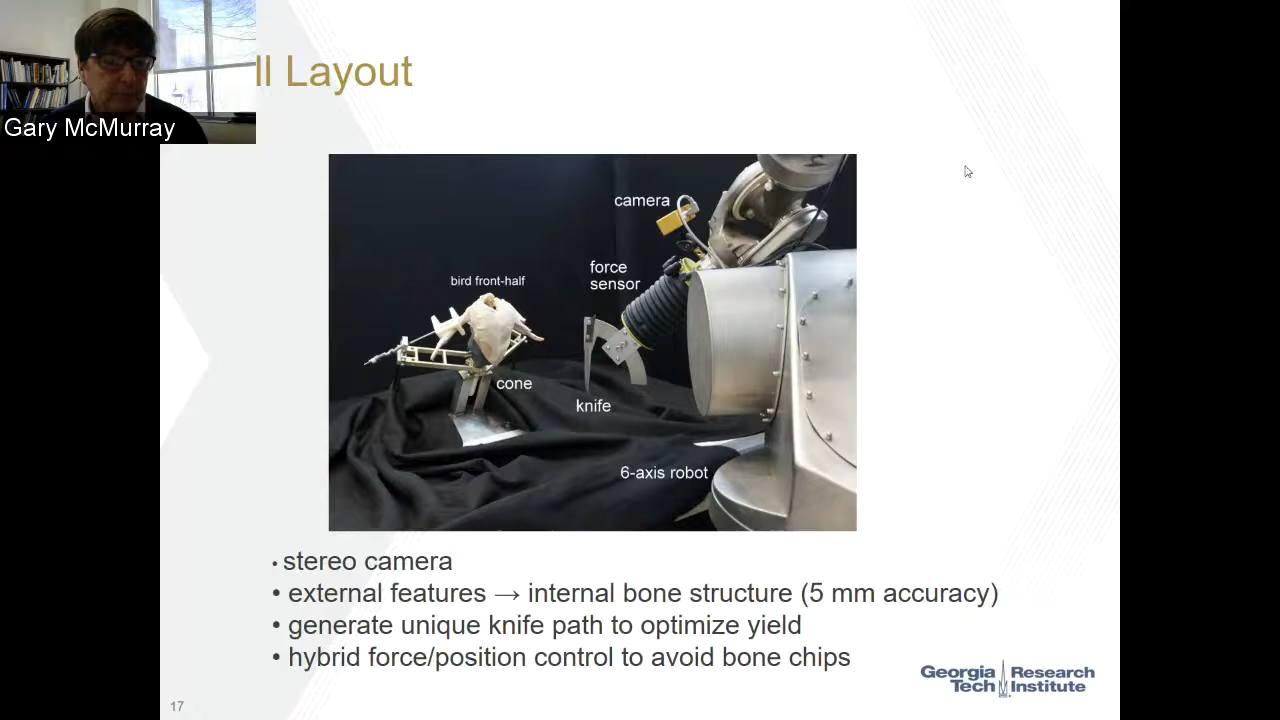 ll Layout
Gary McMurray
camera
force
sensor
bird front-half
cone
knife
6-axis robot
• stereo camera
• external features → internal bone structure (5 mm accuracy)
• generate unique knife path to optimize yield
• hybrid force/position control to avoid bone chips
Georgia Research
Tech Institute
17